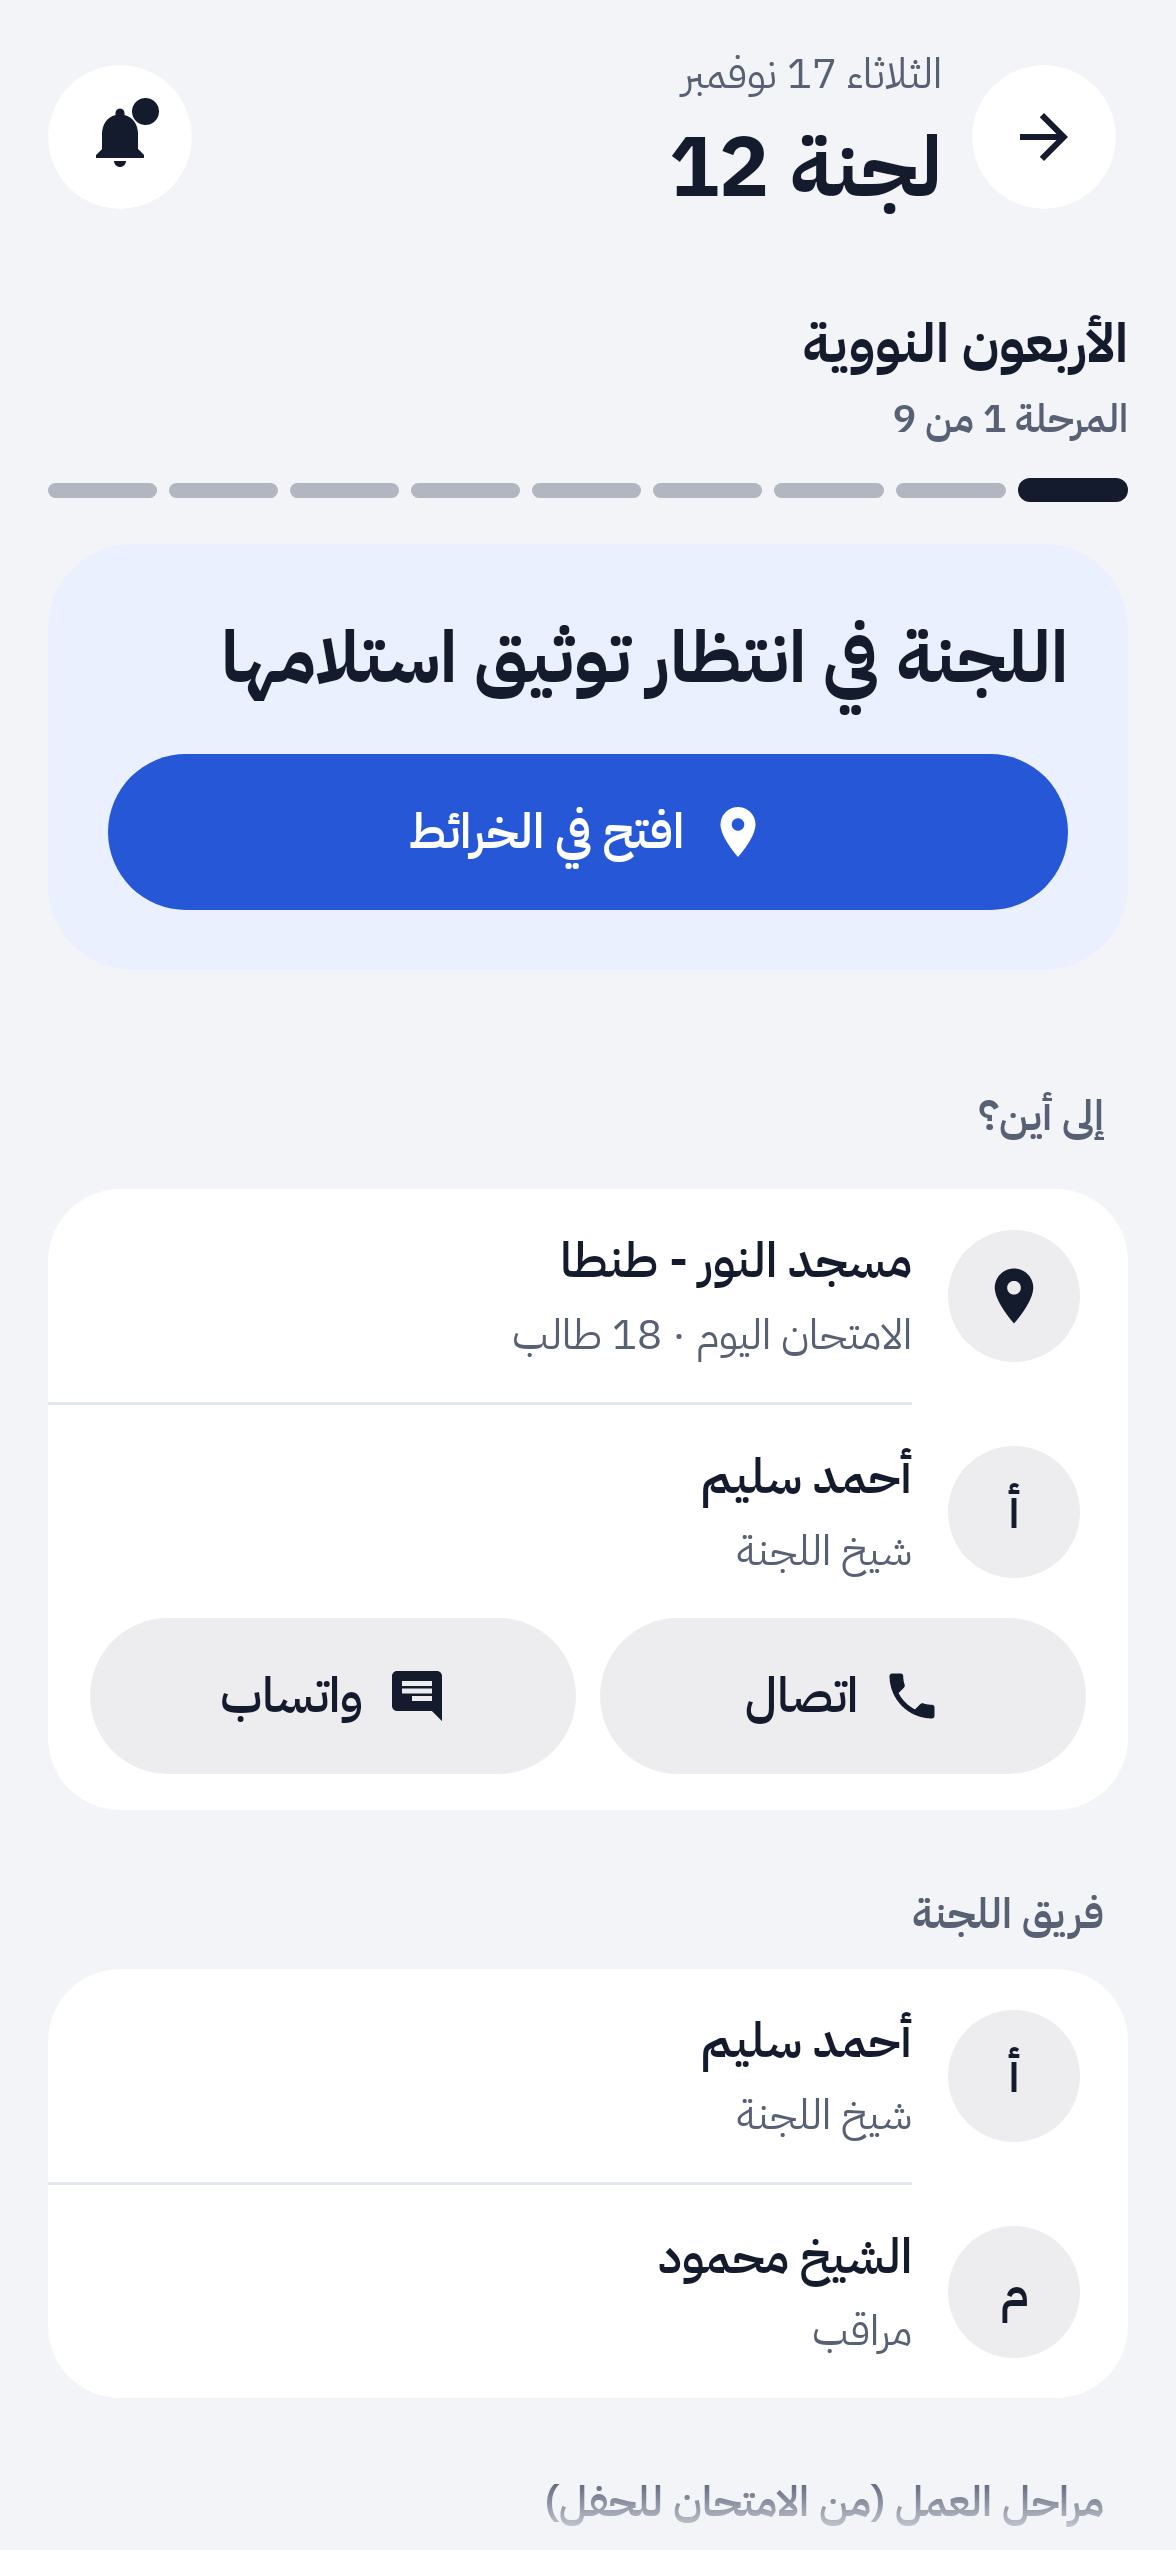 الثلاثاء 17 نوفمبر
لجنة 12
الأربعون النووية
المرحلة 1 من 9
اللجنة في انتظار توثيق استلامها
افتح في الخرائط
إلى أين؟
مسجد النور - طنطا
الامتحان اليوم · 18 طالب
أ
أحمد سليم
شيخ اللجنة
اتصال
واتساب
فريق اللجنة
أ
أحمد سليم
شيخ اللجنة
م
الشيخ محمود
مراقب
مراحل العمل (من الامتحان للحفل)